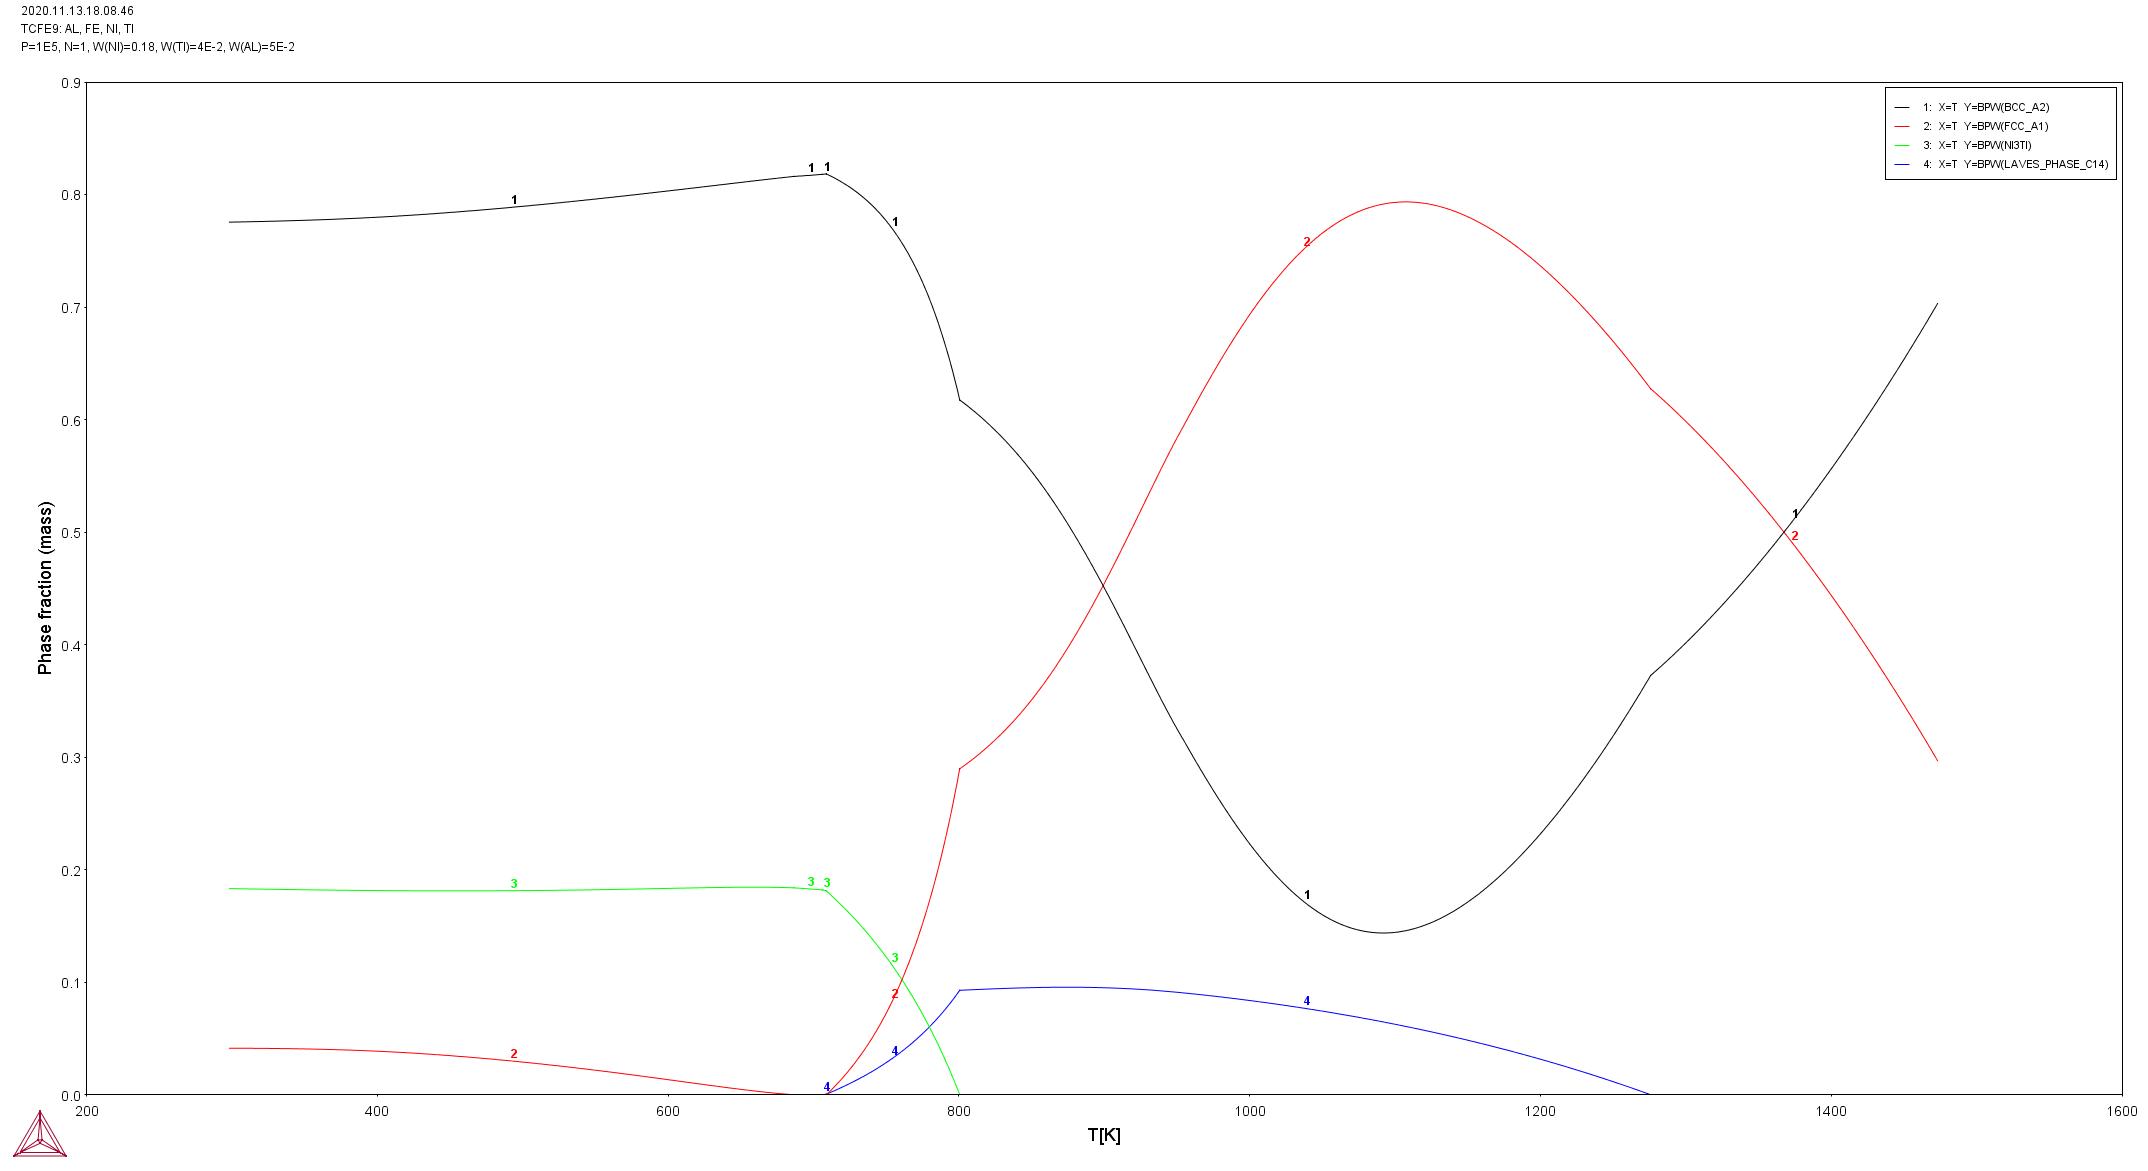 2020.11.13.18.08.46
TCFE9: AL, FE, NI, TI
P=1E5, N=1, W(NI)=0.18, W(TI)=4E-2, W(AL)=5E-2
1: X=T Y=BPW(BCC_A2)
2: X=T Y=BPW(FCC_A1)
3: X=T Y=BPW(NI3TI)
4: X=T Y=BPW(LAVES_PHASE_C14)
Phase fraction (mass)
0.9
0.8
0.7
0.6
0.5
0.4
0.3
0.2
0.1
0.0
1 1 1 1 1 1
2 2 2 2
3 3 3 3
4 4 4
200 400 600 800 1000 1200 1400 1600
T[K]